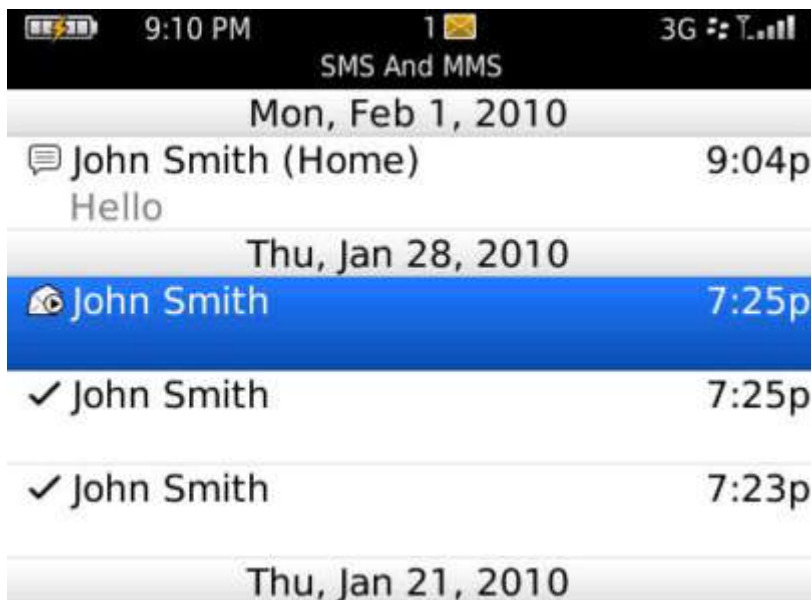 9:10 PM 1 3G
SMS And MMS
Mon, Feb 1, 2010
John Smith (Home) 9:04p
Hello
Thu, Jan 28, 2010
John Smith 7:25p
John Smith 7:25p
John Smith 7:23p
Thu, Jan 21, 2010